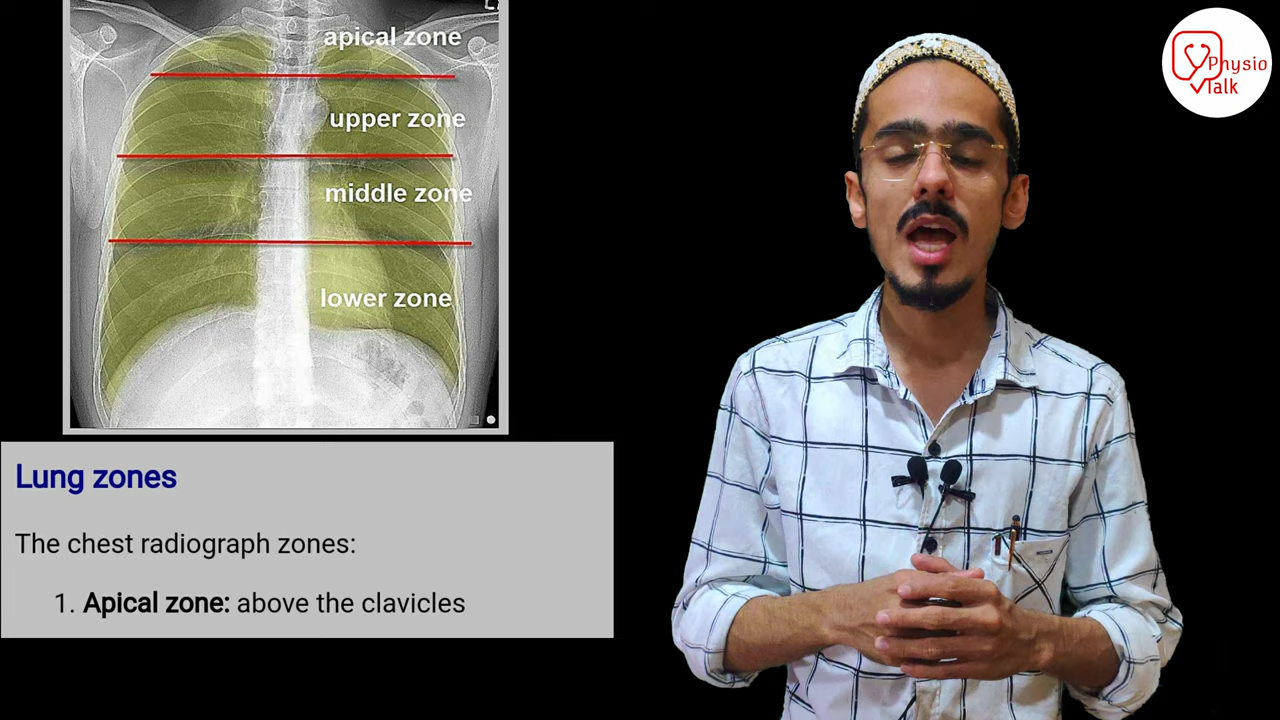 apical zone
upper zone
middle zone
lower zone
Physio
Talk
Lung zones
The chest radiograph zones:
1. Apical zone: above the clavicles